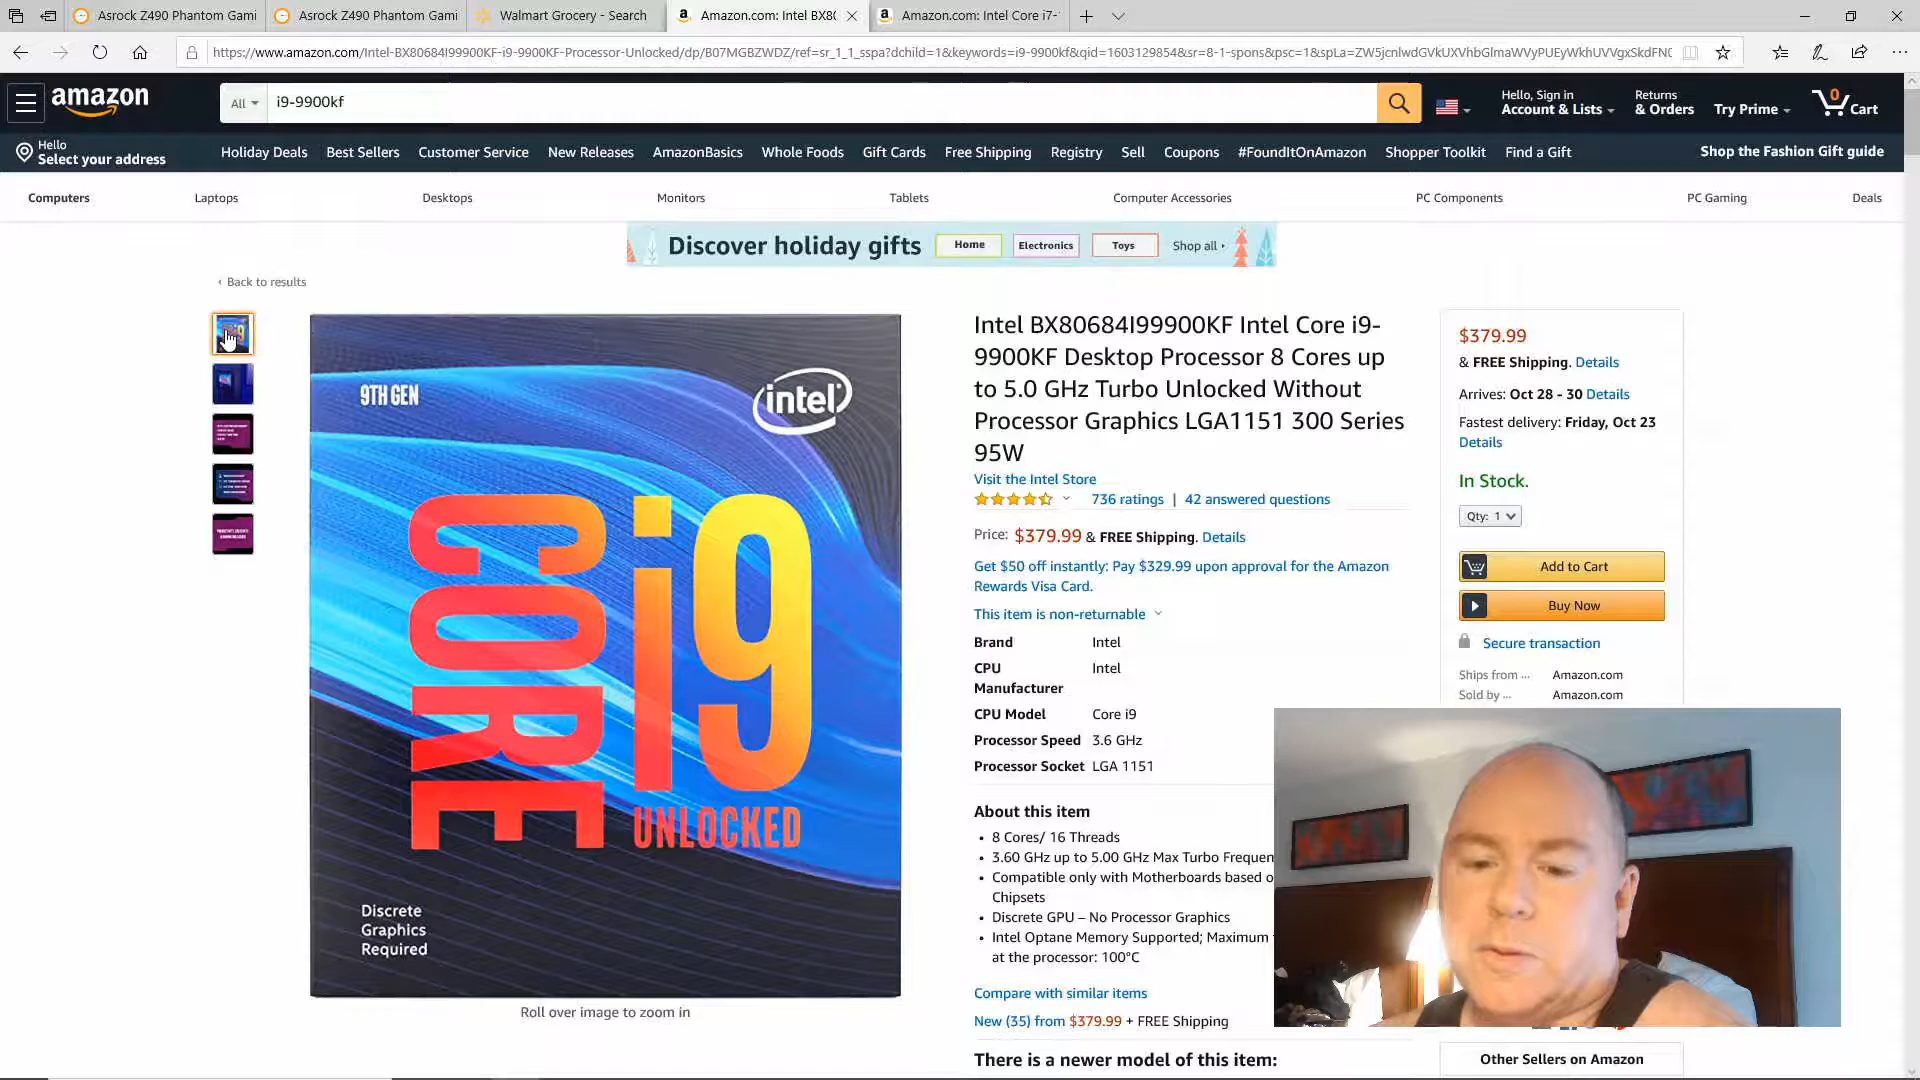 Asrock Z490 Phantom Gami
Asrock Z490 Phantom Gami
Walmart Grocery - Search
Amazon.com: Intel BX80
Amazon.com: Intel Core i7-
https://www.amazon.com/Intel-BX80684I99900KF-i9-9900KF-Processor-Unlocked/dp/B07MGBZWDZ/ref=sr_1_1_sspa?dchild=1&keywords=i9-9900kf&qid=1603129854&sr=8-1-spons&psc=1&spLa=ZW5jcnlwdGVkUXVhbGlmaWVyPUEyWkhUVVgxSkdFN0
amazon
All
i9-9900kf
Hello, Sign in
Account & Lists
Returns
& Orders
Try Prime
0
Cart
Hello
Select your address
Holiday Deals
Best Sellers
Customer Service
New Releases
AmazonBasics
Whole Foods
Gift Cards
Free Shipping
Registry
Sell
Coupons
#FoundItOnAmazon
Shopper Toolkit
Find a Gift
Shop the Fashion Gift guide
Computers
Laptops
Desktops
Monitors
Tablets
Computer Accessories
PC Components
PC Gaming
Deals
Discover holiday gifts
Home
Electronics
Toys
Shop all ›
‹ Back to results
9TH GEN
intel
CORE
i9
UNLOCKED
Discrete
Graphics
Required
Roll over image to zoom in
Intel BX80684I99900KF Intel Core i9-
9900KF Desktop Processor 8 Cores up
to 5.0 GHz Turbo Unlocked Without
Processor Graphics LGA1151 300 Series
95W
Visit the Intel Store
736 ratings | 42 answered questions
Price: $379.99 & FREE Shipping. Details
Get $50 off instantly: Pay $329.99 upon approval for the Amazon
Rewards Visa Card.
This item is non-returnable
Brand Intel
CPU Intel
Manufacturer
CPU Model Core i9
Processor Speed 3.6 GHz
Processor Socket LGA 1151
About this item
• 8 Cores/ 16 Threads
• 3.60 GHz up to 5.00 GHz Max Turbo Frequen
• Compatible only with Motherboards based o
Chipsets
• Discrete GPU – No Processor Graphics
• Intel Optane Memory Supported; Maximum
at the processor: 100°C
Compare with similar items
New (35) from $379.99 + FREE Shipping
There is a newer model of this item:
$379.99
& FREE Shipping. Details
Arrives: Oct 28 - 30 Details
Fastest delivery: Friday, Oct 23
Details
In Stock.
Qty: 1
Add to Cart
Buy Now
Secure transaction
Ships from ... Amazon.com
Sold by ... Amazon.com
Other Sellers on Amazon